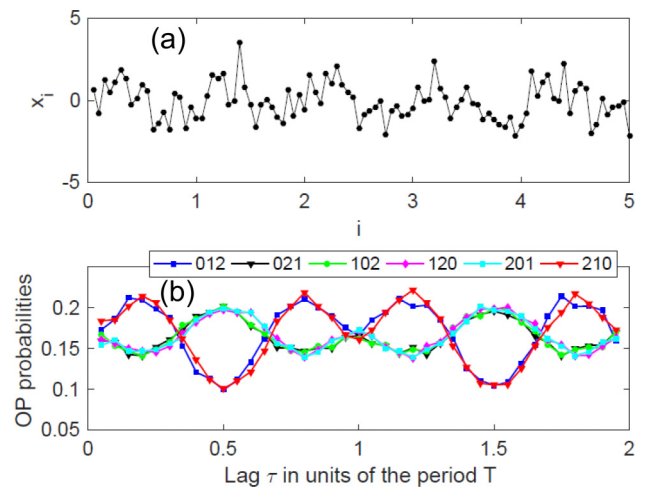 (a)
5
0
-5
x_i
0 1 2 3 4 5
i
012 021 102 120 201 210
(b)
0.2
0.15
0.1
0.05
OP probabilities
0 0.5 1 1.5 2
Lag τ in units of the period T